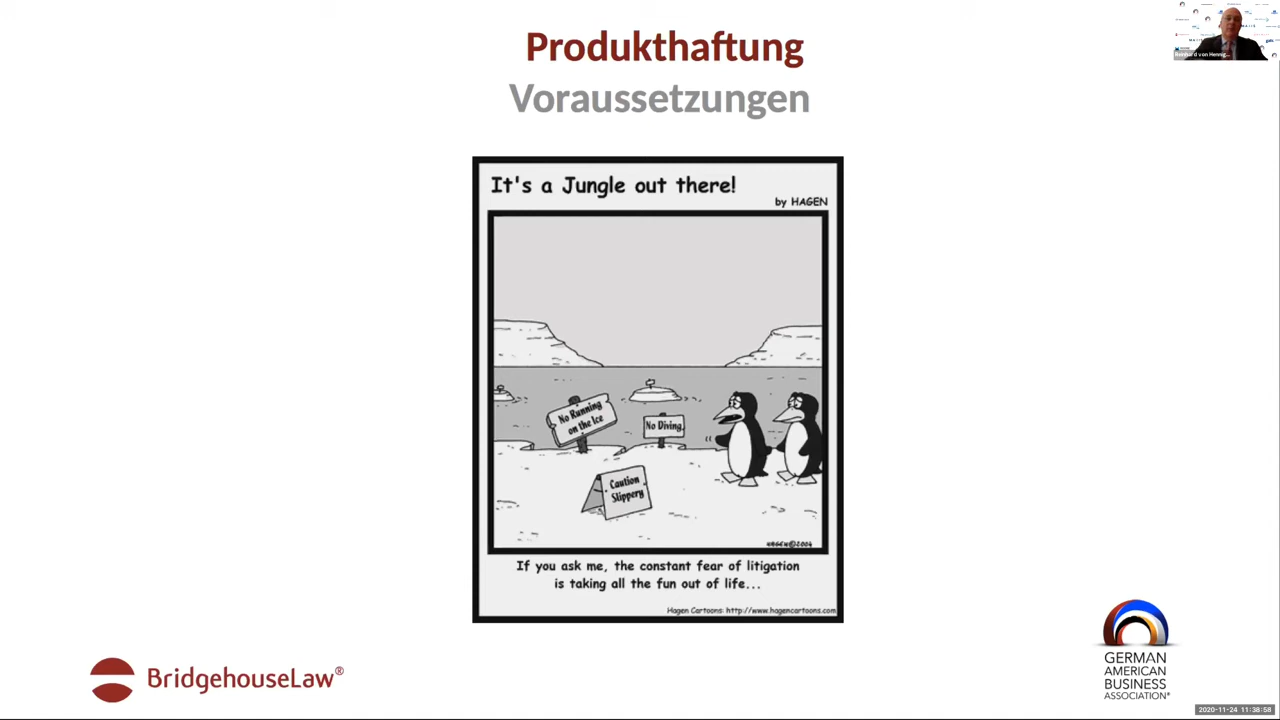 Produkthaftung
Voraussetzungen
It's a Jungle out there!
by HAGEN
No Running
on the Ice
No Diving
Caution
Slippery
HAGEN©2004
If you ask me, the constant fear of litigation
is taking all the fun out of life...
Hagen Cartoons: http://www.hagencartoons.com
BridgehouseLaw®
GERMAN
AMERICAN
BUSINESS
ASSOCIATION®
2020-11-24 11:38:58